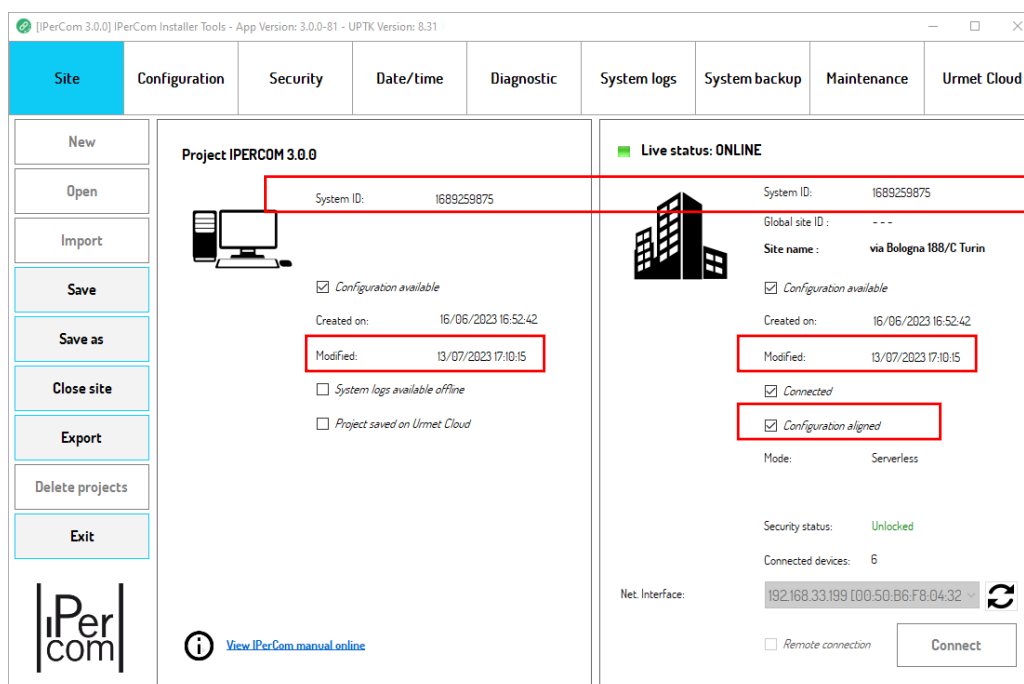 [IPerCom 3.0.0] IPerCom Installer Tools - App Version: 3.0.0-81 - UPTK Version: 8.31
Site
Configuration
Security
Date/time
Diagnostic
System logs
System backup
Maintenance
Urmet Cloud
New
Open
Import
Save
Save as
Close site
Export
Delete projects
Exit
IPer
com
Project IPERCOM 3.0.0
System ID: 1689259875
Configuration available
Created on: 16/06/2023 16:52:42
Modified: 13/07/2023 17:10:15
System logs available offline
Project saved on Urmet Cloud
View IPerCom manual online
Live status: ONLINE
System ID: 1689259875
Global site ID : - - -
Site name : via Bologna 188/C Turin
Configuration available
Created on: 16/06/2023 16:52:42
Modified: 13/07/2023 17:10:15
Connected
Configuration aligned
Mode: Serverless
Security status: Unlocked
Connected devices: 6
Net. Interface: 192.168.33.199 [00:50:B6:F8:04:32
Remote connection
Connect